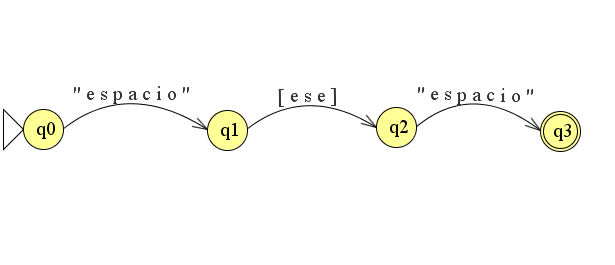 "espacio" [ese] "espacio"
q0 q1 q2 q3